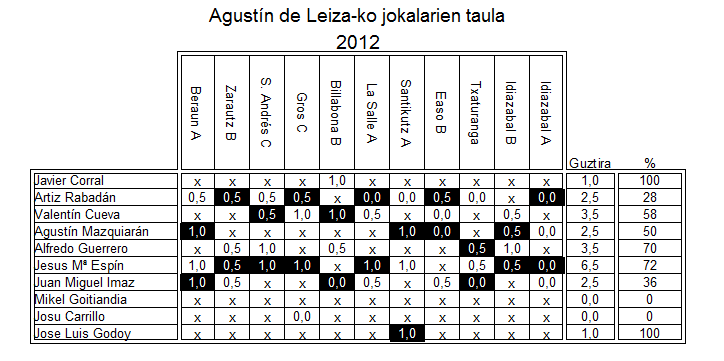 Agustín de Leiza-ko jokalarien taula
2012
Beraun A Zarautz B S. Andrés C Gros C Billabona B La Salle A Santikutz A Easo B Txaturanga Idiazabal B Idiazabal A Guztira %
Javier Corral x x x x 1,0 x x x x x x 1,0 100
Artiz Rabadán 0,5 0,5 0,5 0,5 x 0,0 0,0 0,5 0,0 x 0,0 2,5 28
Valentín Cueva x x 0,5 1,0 1,0 0,5 x 0,0 x 0,5 x 3,5 58
Agustín Mazquiarán 1,0 x x x x x 1,0 0,0 x 0,5 0,0 2,5 50
Alfredo Guerrero x 0,5 1,0 x 0,5 x x x 0,5 1,0 x 3,5 70
Jesus Mª Espín 1,0 0,5 1,0 1,0 x 1,0 1,0 x 0,5 0,5 0,0 6,5 72
Juan Miguel Imaz 1,0 0,5 x x 0,0 0,5 x 0,5 0,0 x 0,0 2,5 36
Mikel Goitiandia x x x x x x x x x x x 0,0 0
Josu Carrillo x x x 0,0 x x x x x x x 0,0 0
Jose Luis Godoy x x x x x x 1,0 x x x x 1,0 100